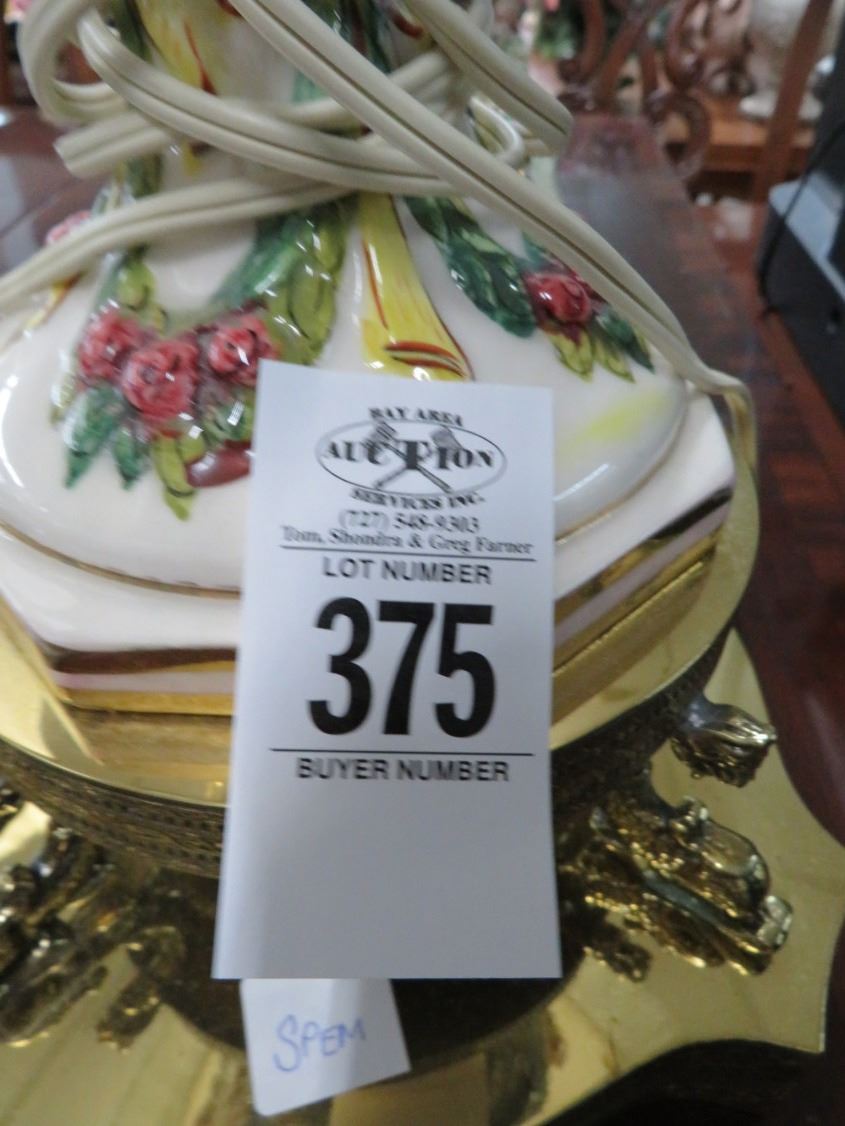 BAY AREA
AUCTION
SERVICES INC.
(727) 548-9303
Tom, Shondra & Greg Farner
LOT NUMBER
375
BUYER NUMBER
SPEM